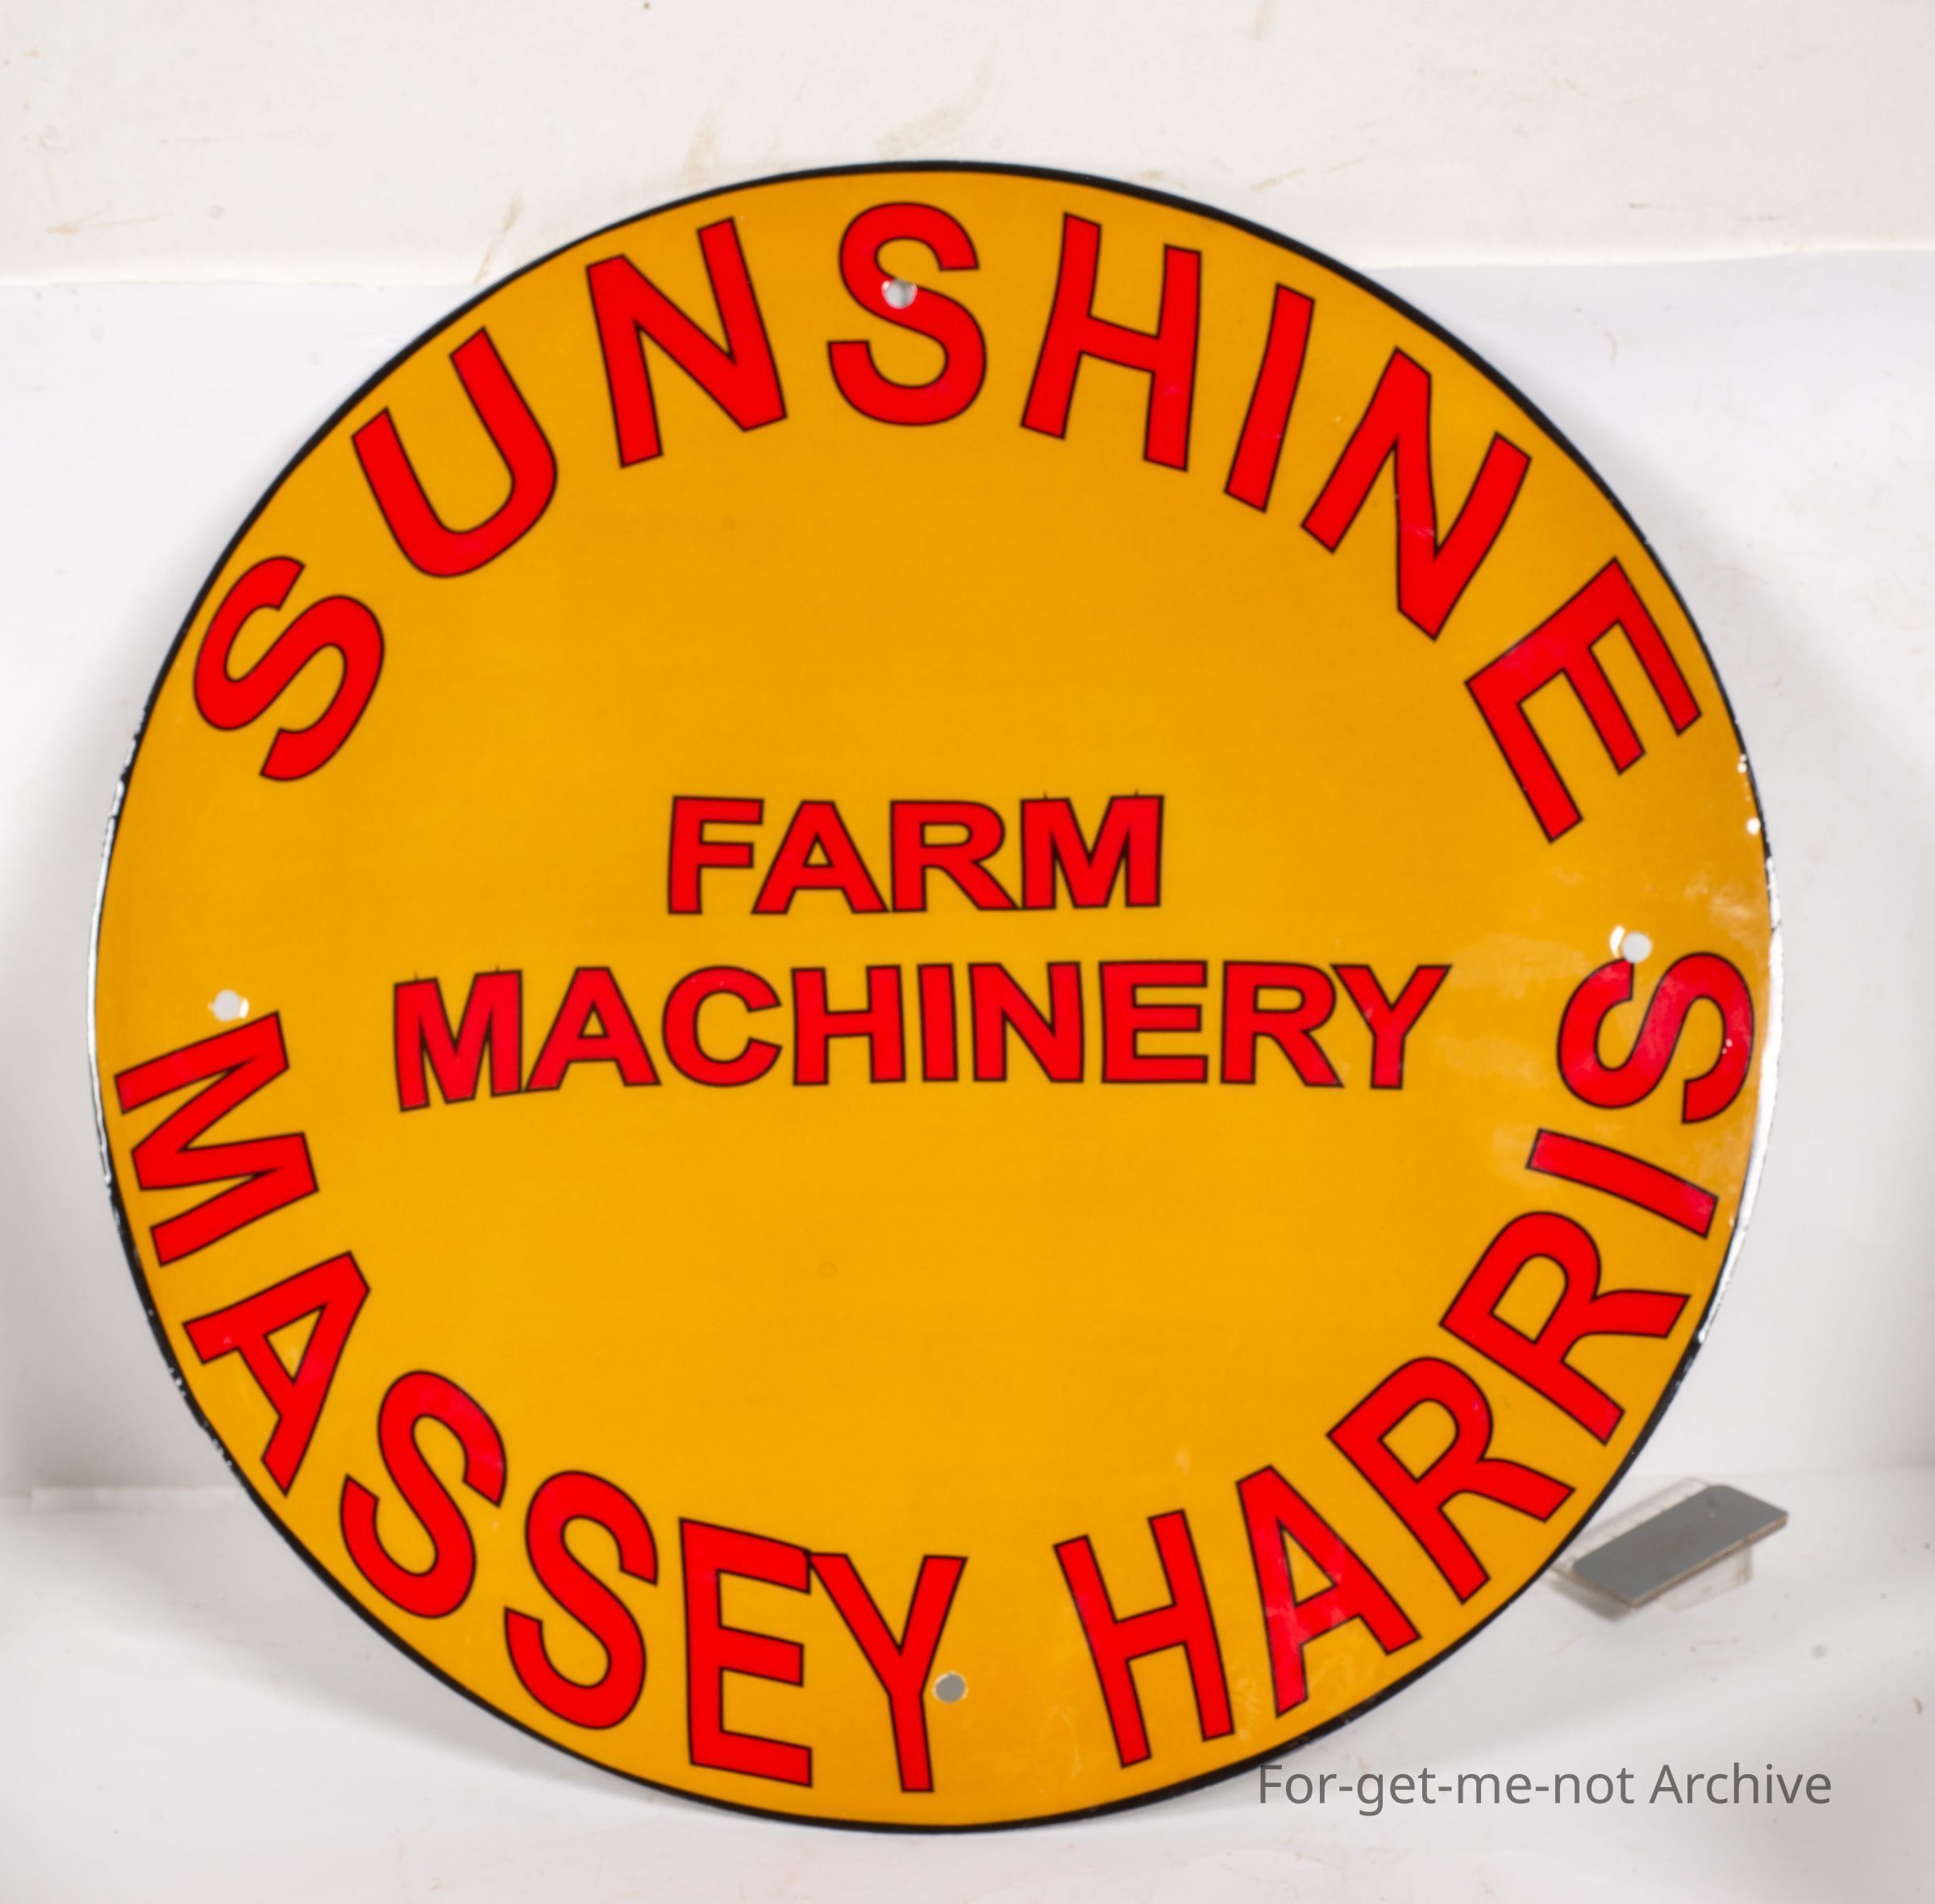 SUNSHINE
FARM
MACHINERY
MASSEY HARRIS
For-get-me-not Archive